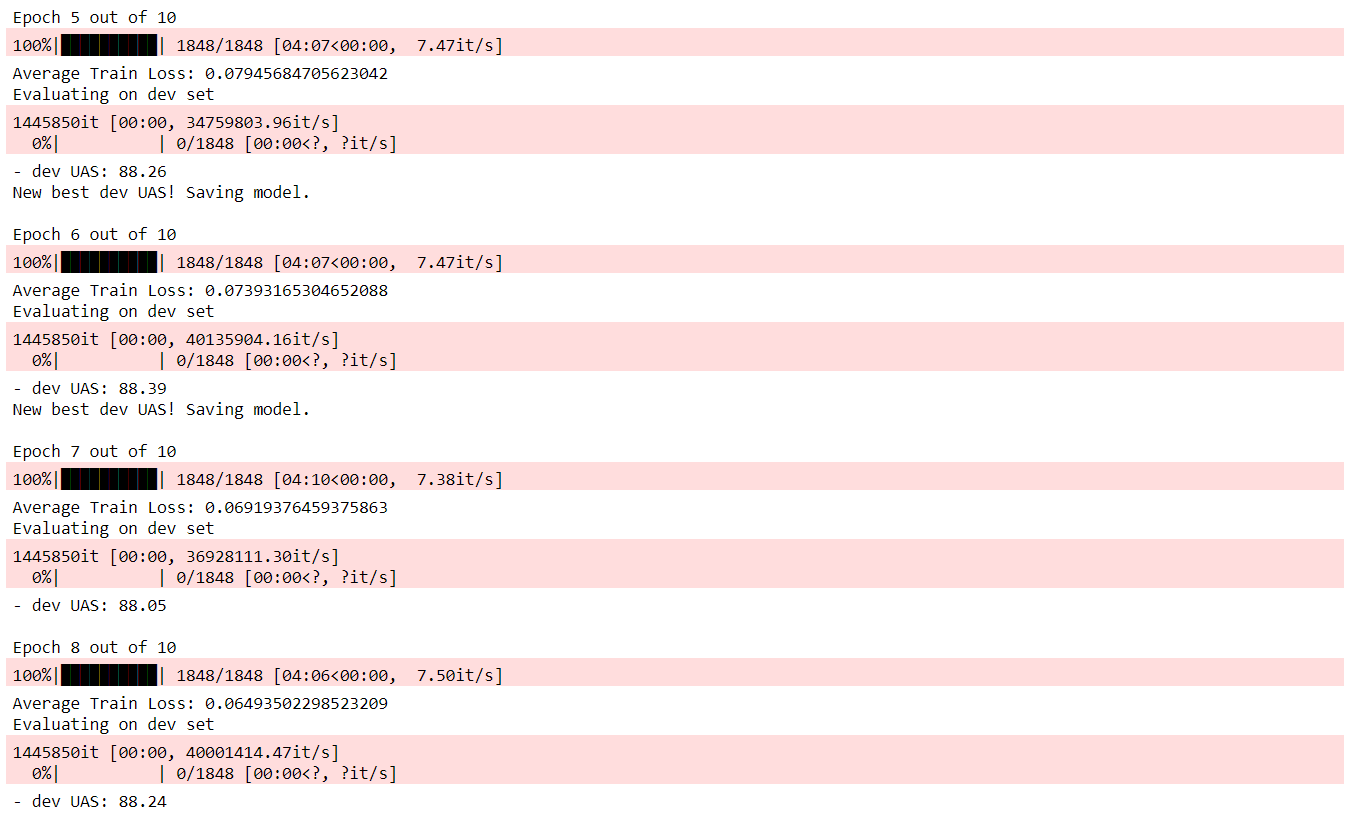 Epoch 5 out of 10
100%|██████████| 1848/1848 [04:07<00:00,  7.47it/s]
Average Train Loss: 0.07945684705623042
Evaluating on dev set
1445850it [00:00, 34759803.96it/s]
  0%|          | 0/1848 [00:00<?, ?it/s]
- dev UAS: 88.26
New best dev UAS! Saving model.

Epoch 6 out of 10
100%|██████████| 1848/1848 [04:07<00:00,  7.47it/s]
Average Train Loss: 0.07393165304652088
Evaluating on dev set
1445850it [00:00, 40135904.16it/s]
  0%|          | 0/1848 [00:00<?, ?it/s]
- dev UAS: 88.39
New best dev UAS! Saving model.

Epoch 7 out of 10
100%|██████████| 1848/1848 [04:10<00:00,  7.38it/s]
Average Train Loss: 0.06919376459375863
Evaluating on dev set
1445850it [00:00, 36928111.30it/s]
  0%|          | 0/1848 [00:00<?, ?it/s]
- dev UAS: 88.05

Epoch 8 out of 10
100%|██████████| 1848/1848 [04:06<00:00,  7.50it/s]
Average Train Loss: 0.06493502298523209
Evaluating on dev set
1445850it [00:00, 40001414.47it/s]
  0%|          | 0/1848 [00:00<?, ?it/s]
- dev UAS: 88.24